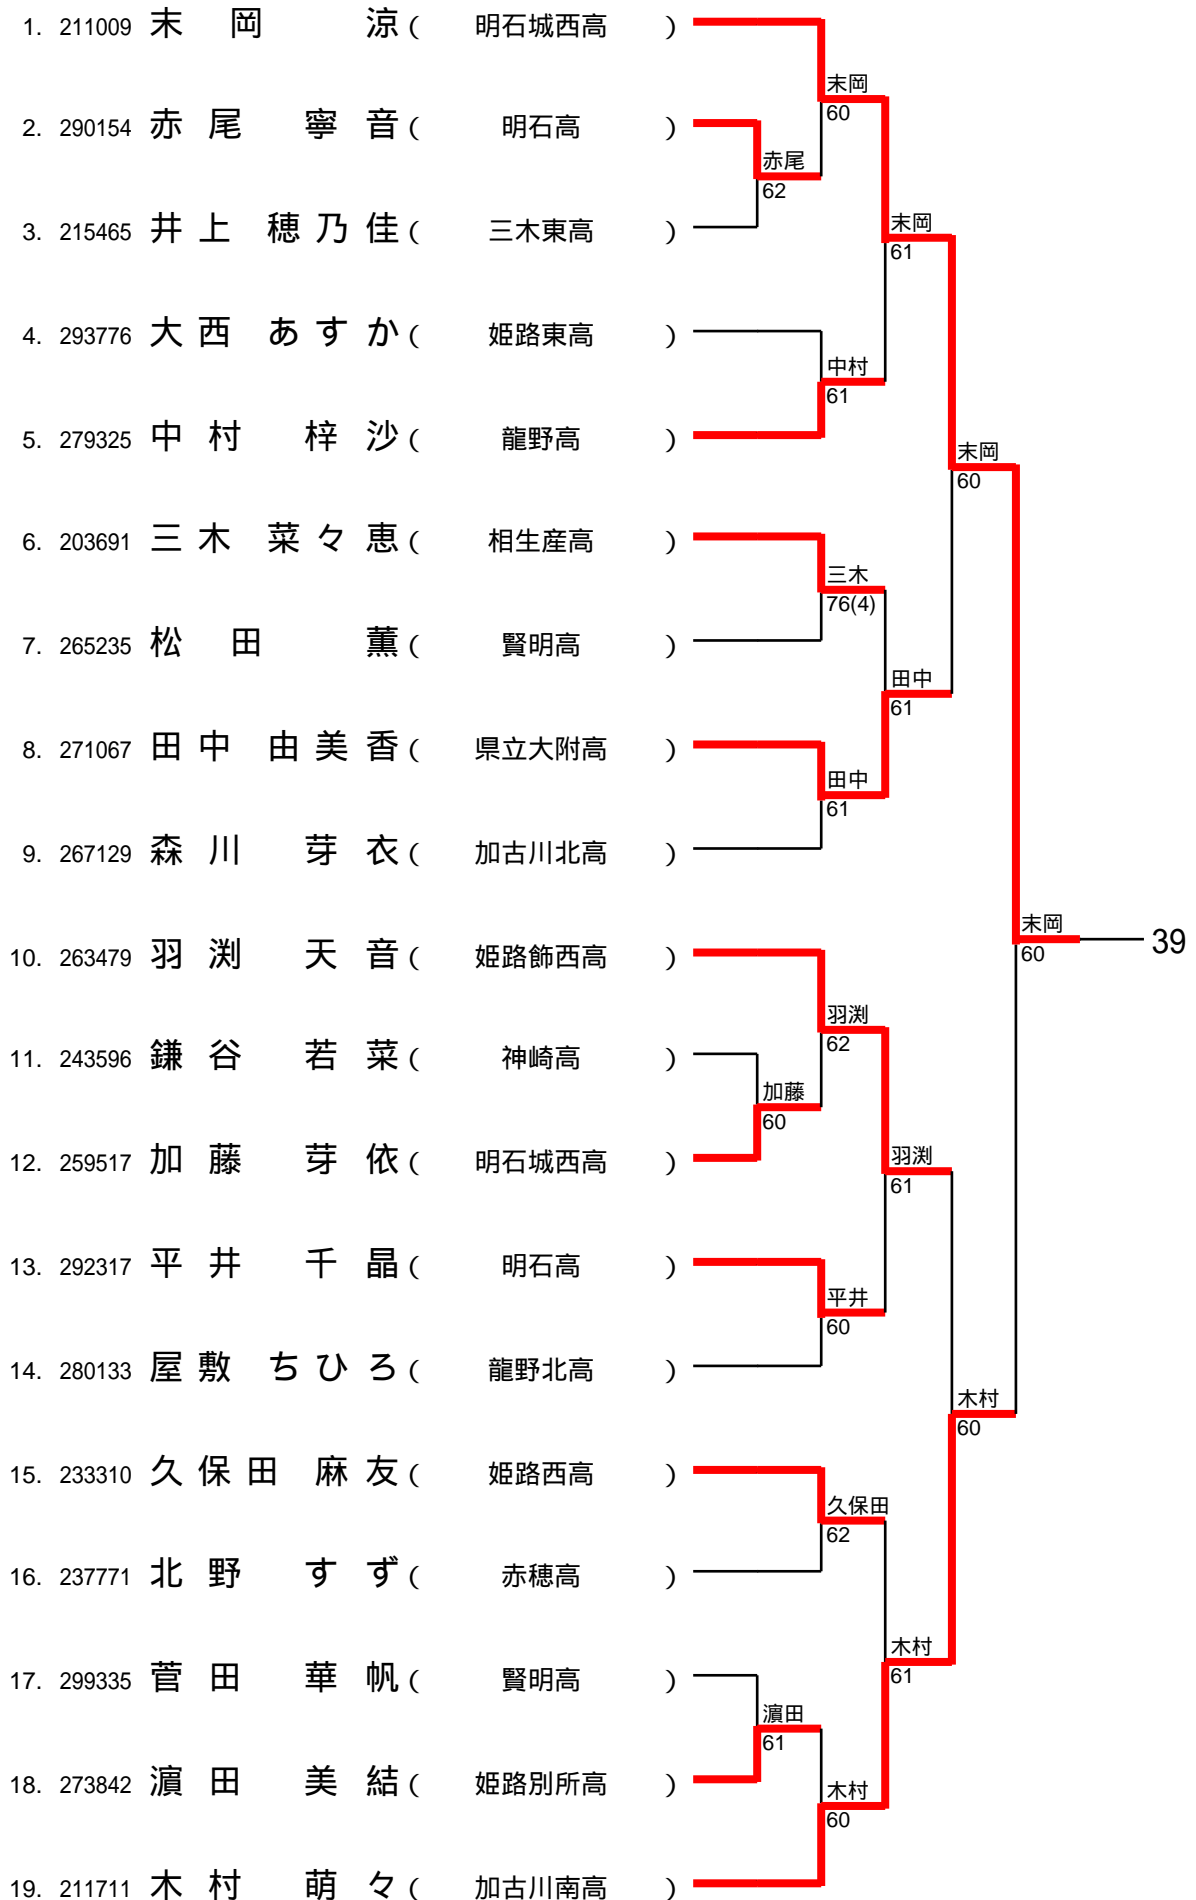 1. 211009 末岡 涼 ( 明石城西高 )
末岡
60
2. 290154 赤尾 寧音 ( 明石高 )
赤尾
62
3. 215465 井上 穂乃佳 ( 三木東高 )
末岡
61
4. 293776 大西 あすか ( 姫路東高 )
中村
61
5. 279325 中村 梓沙 ( 龍野高 )
末岡
60
6. 203691 三木 菜々恵 ( 相生産高 )
三木
76(4)
7. 265235 松田 薫 ( 賢明高 )
田中
61
8. 271067 田中 由美香 ( 県立大附高 )
田中
61
9. 267129 森川 芽衣 ( 加古川北高 )
末岡
60
39
10. 263479 羽渕 天音 ( 姫路飾西高 )
羽渕
62
11. 243596 鎌谷 若菜 ( 神崎高 )
加藤
60
12. 259517 加藤 芽依 ( 明石城西高 )
羽渕
61
13. 292317 平井 千晶 ( 明石高 )
平井
60
14. 280133 屋敷 ちひろ ( 龍野北高 )
木村
60
15. 233310 久保田 麻友 ( 姫路西高 )
久保田
62
16. 237771 北野 すず ( 赤穂高 )
木村
61
17. 299335 菅田 華帆 ( 賢明高 )
濵田
61
18. 273842 濵田 美結 ( 姫路別所高 )
木村
60
19. 211711 木村 萌々 ( 加古川南高 )